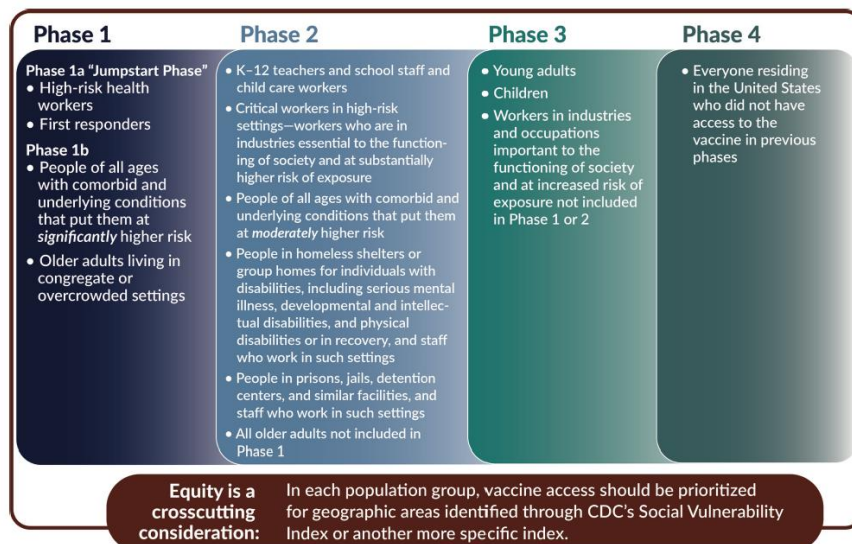 Phase 1
Phase 1a “Jumpstart Phase”
• High-risk health
workers
• First responders
Phase 1b
• People of all ages
with comorbid and
underlying conditions
that put them at
significantly higher risk
• Older adults living in
congregate or
overcrowded settings
Phase 2
• K–12 teachers and school staff and
child care workers
• Critical workers in high-risk
settings—workers who are in
industries essential to the function-
ing of society and at substantially
higher risk of exposure
• People of all ages with comorbid and
underlying conditions that put them
at moderately higher risk
• People in homeless shelters or
group homes for individuals with
disabilities, including serious mental
illness, developmental and intellec-
tual disabilities, and physical
disabilities or in recovery, and staff
who work in such settings
• People in prisons, jails, detention
centers, and similar facilities, and
staff who work in such settings
• All older adults not included in
Phase 1
Phase 3
• Young adults
• Children
• Workers in industries
and occupations
important to the
functioning of society
and at increased risk of
exposure not included
in Phase 1 or 2
Phase 4
• Everyone residing
in the United States
who did not have
access to the
vaccine in previous
phases
Equity is a
crosscutting
consideration:
In each population group, vaccine access should be prioritized
for geographic areas identified through CDC’s Social Vulnerability
Index or another more specific index.